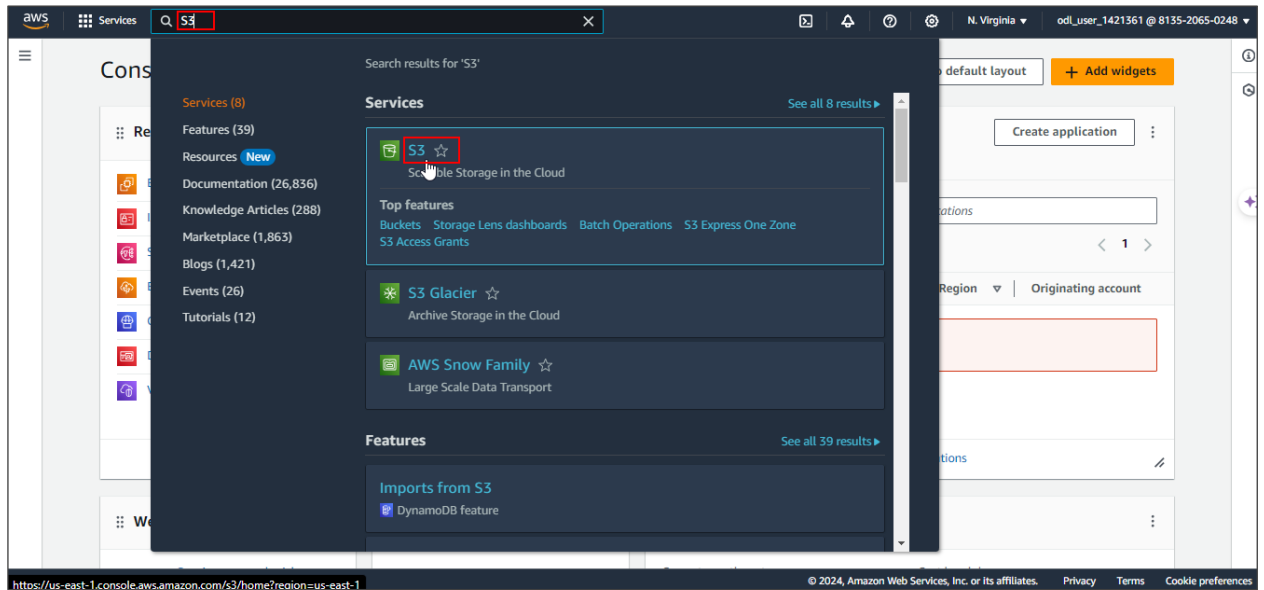 aws
Services
S3
N. Virginia
odl_user_1421361 @ 8135-2065-0248
Cons
default layout
+ Add widgets
Search results for 'S3'
Services (8)
Features (39)
Resources New
Documentation (26,836)
Knowledge Articles (288)
Marketplace (1,863)
Blogs (1,421)
Events (26)
Tutorials (12)
Services
See all 8 results
S3
Scalable Storage in the Cloud
Top features
Buckets Storage Lens dashboards Batch Operations S3 Express One Zone
S3 Access Grants
S3 Glacier
Archive Storage in the Cloud
AWS Snow Family
Large Scale Data Transport
Features
See all 39 results
Imports from S3
DynamoDB feature
Re
Create application
cations
1
Region
Originating account
tions
We
https://us-east-1.console.aws.amazon.com/s3/home?region=us-east-1
© 2024, Amazon Web Services, Inc. or its affiliates.
Privacy Terms Cookie preferences